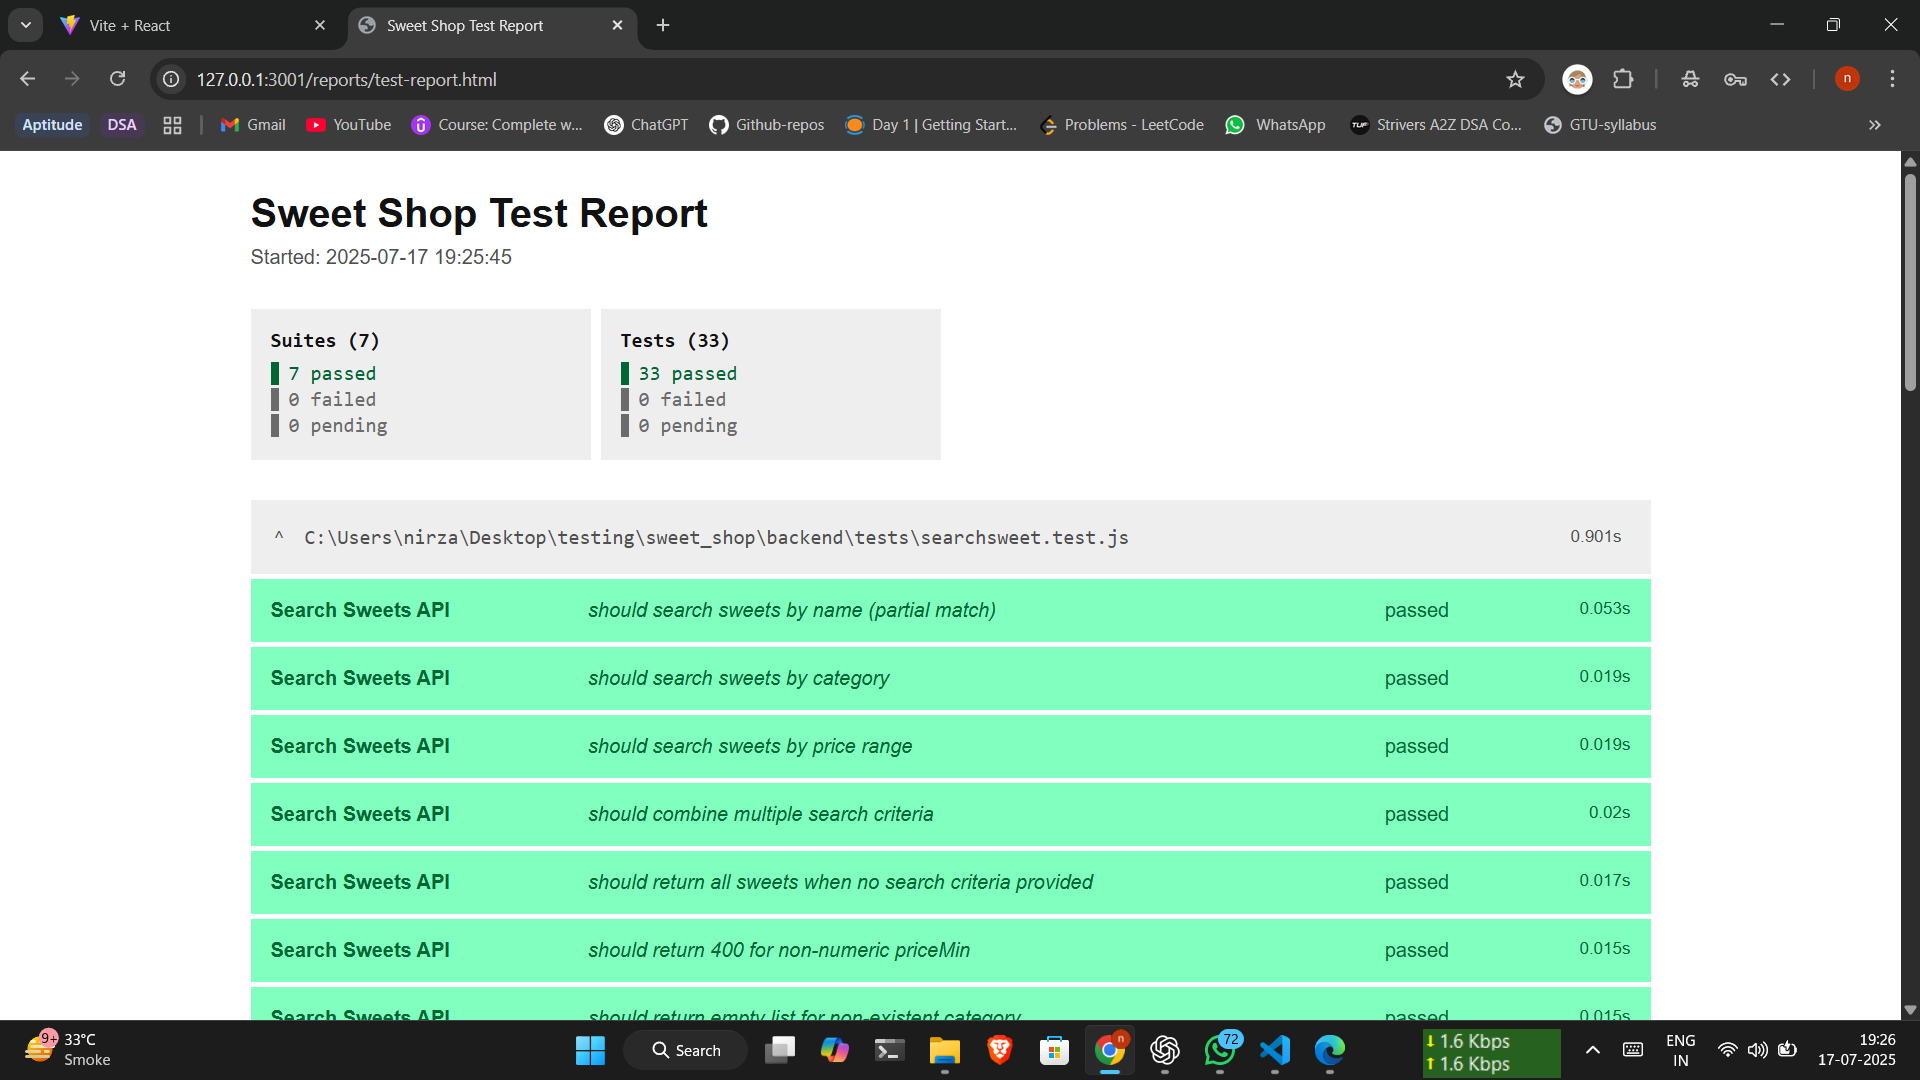 Vite + React
Sweet Shop Test Report
127.0.0.1:3001/reports/test-report.html
n
Aptitude
DSA
Gmail
YouTube
Course: Complete w...
ChatGPT
Github-repos
Day 1 | Getting Start...
Problems - LeetCode
WhatsApp
TUF
Strivers A2Z DSA Co...
GTU-syllabus
Sweet Shop Test Report
Started: 2025-07-17 19:25:45
Suites (7)
7 passed
0 failed
0 pending
Tests (33)
33 passed
0 failed
0 pending
^ C:\Users\nirza\Desktop\testing\sweet_shop\backend\tests\searchsweet.test.js 0.901s
Search Sweets API should search sweets by name (partial match) passed 0.053s
Search Sweets API should search sweets by category passed 0.019s
Search Sweets API should search sweets by price range passed 0.019s
Search Sweets API should combine multiple search criteria passed 0.02s
Search Sweets API should return all sweets when no search criteria provided passed 0.017s
Search Sweets API should return 400 for non-numeric priceMin passed 0.015s
Search Sweets API should return empty list for non-existent category passed 0.015s
9+
33°C
Smoke
Search
n
72
1.6 Kbps
1.6 Kbps
ENG
IN
19:26
17-07-2025